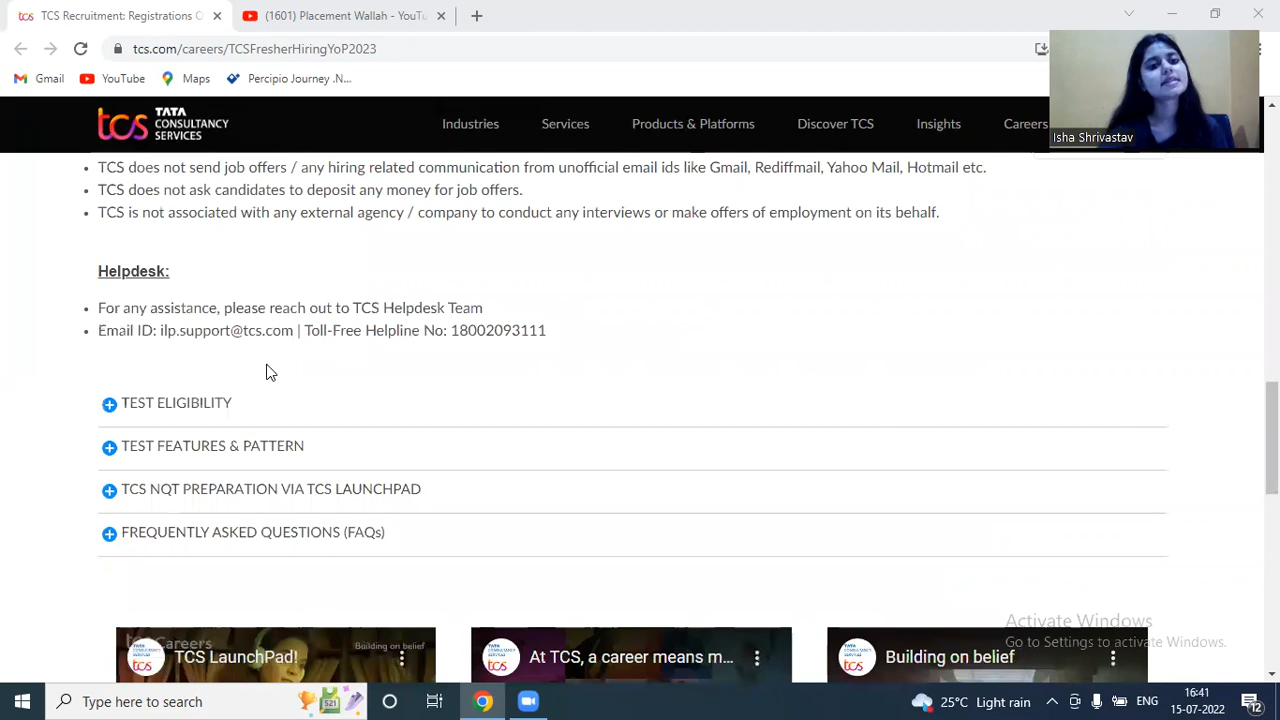 TCS Recruitment: Registrations O
(1601) Placement Wallah - YouTu
tcs.com/careers/TCSFresherHiringYoP2023
Gmail
YouTube
Maps
Percipio Journey .N...
tcs
TATA
CONSULTANCY
SERVICES
Industries
Services
Products & Platforms
Discover TCS
Insights
Careers
Isha Shrivastav
• TCS does not send job offers / any hiring related communication from unofficial email ids like Gmail, Rediffmail, Yahoo Mail, Hotmail etc.
• TCS does not ask candidates to deposit any money for job offers.
• TCS is not associated with any external agency / company to conduct any interviews or make offers of employment on its behalf.
Helpdesk:
• For any assistance, please reach out to TCS Helpdesk Team
• Email ID: ilp.support@tcs.com | Toll-Free Helpline No: 18002093111
TEST ELIGIBILITY
TEST FEATURES & PATTERN
TCS NQT PREPARATION VIA TCS LAUNCHPAD
FREQUENTLY ASKED QUESTIONS (FAQs)
Activate Windows
Go to Settings to activate Windows.
Careers
Building on belief
TCS LaunchPad!
At TCS, a career means m...
Building on belief
Type here to search
25°C Light rain
ENG
16:41
15-07-2022
12